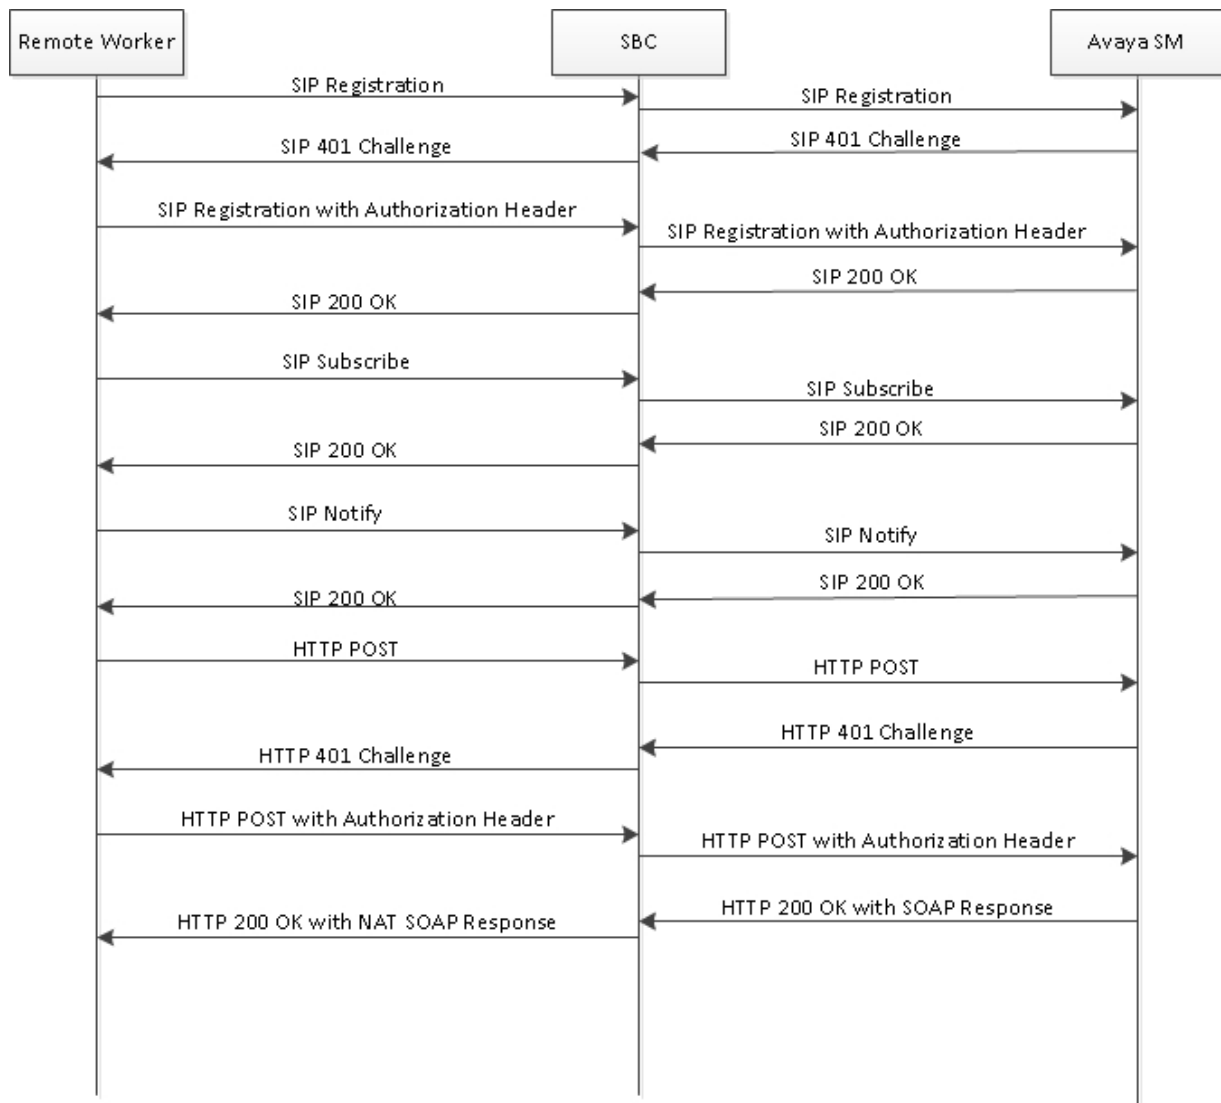 Remote Worker
SBC
Avaya SM
SIP Registration
SIP Registration
SIP 401 Challenge
SIP 401 Challenge
SIP Registration with Authorization Header
SIP Registration with Authorization Header
SIP 200 OK
SIP 200 OK
SIP Subscribe
SIP Subscribe
SIP 200 OK
SIP 200 OK
SIP Notify
SIP Notify
SIP 200 OK
SIP 200 OK
HTTP POST
HTTP POST
HTTP 401 Challenge
HTTP 401 Challenge
HTTP POST with Authorization Header
HTTP POST with Authorization Header
HTTP 200 OK with SOAP Response
HTTP 200 OK with NAT SOAP Response